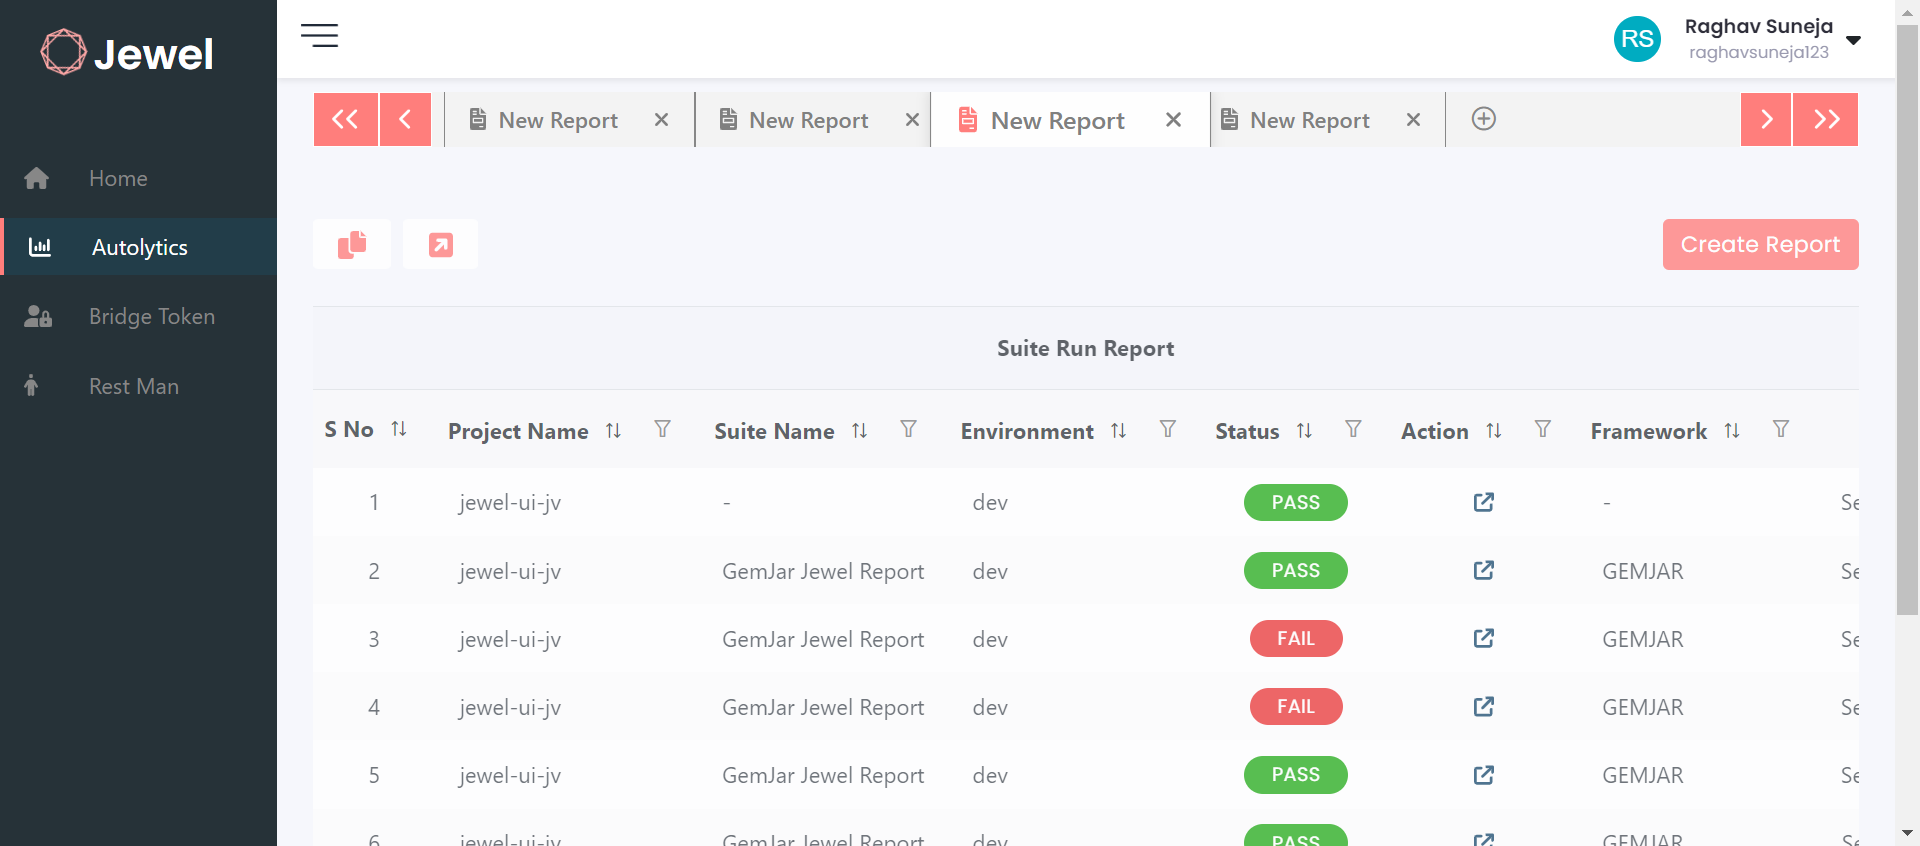 Jewel
RS
Raghav Suneja
raghavsuneja123
New Report
New Report
New Report
New Report
Home
Autolytics
Bridge Token
Rest Man
Create Report
Suite Run Report
S No Project Name Suite Name Environment Status Action Framework
1 jewel-ui-jv - dev PASS - Se
2 jewel-ui-jv GemJar Jewel Report dev PASS GEMJAR Se
3 jewel-ui-jv GemJar Jewel Report dev FAIL GEMJAR Se
4 jewel-ui-jv GemJar Jewel Report dev FAIL GEMJAR Se
5 jewel-ui-jv GemJar Jewel Report dev PASS GEMJAR Se
6 jewel-ui-jv GemJar Jewel Report dev PASS GEMJAR Se